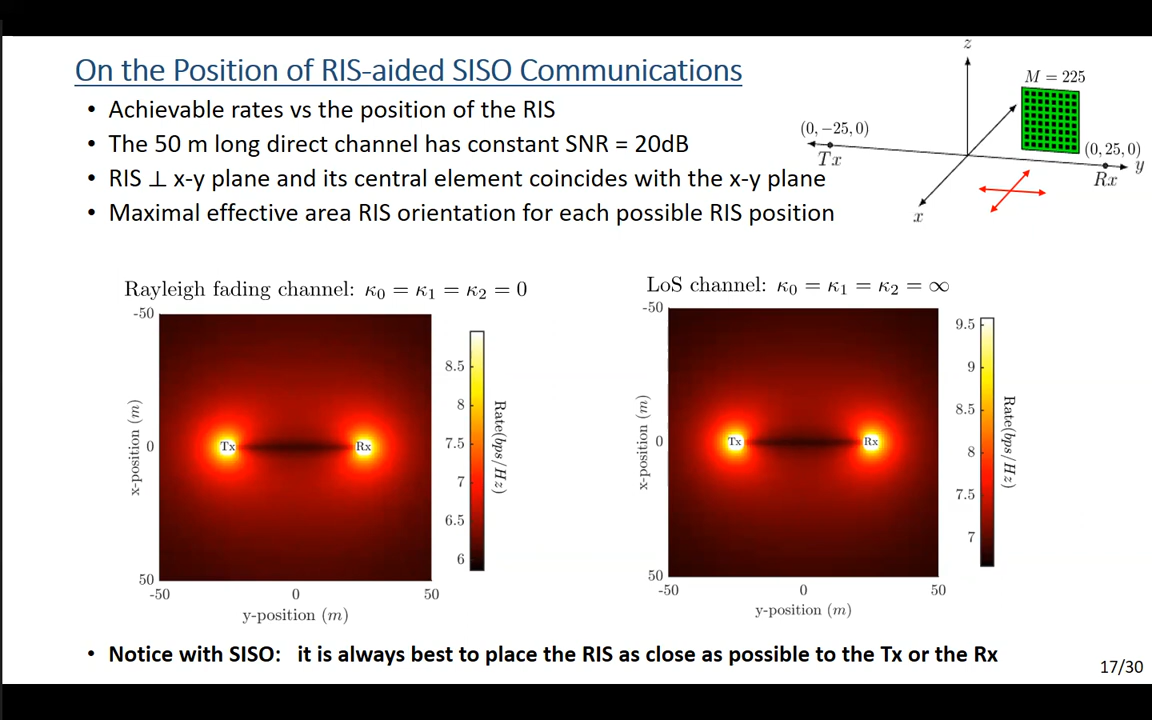 On the Position of RIS-aided SISO Communications
• Achievable rates vs the position of the RIS
• The 50 m long direct channel has constant SNR = 20dB
• RIS ⊥ x-y plane and its central element coincides with the x-y plane
• Maximal effective area RIS orientation for each possible RIS position
z
M = 225
(0, −25, 0)
Tx
(0, 25, 0)
y
Rx
x
Rayleigh fading channel: κ0 = κ1 = κ2 = 0
-50
0
50
x-position (m)
Tx
Rx
-50
0
50
y-position (m)
8.5
8
7.5
7
6.5
6
Rate(bps/Hz)
LoS channel: κ0 = κ1 = κ2 = ∞
-50
0
50
x-position (m)
Tx
Rx
-50
0
50
y-position (m)
9.5
9
8.5
8
7.5
7
Rate(bps/Hz)
• Notice with SISO: it is always best to place the RIS as close as possible to the Tx or the Rx
17/30